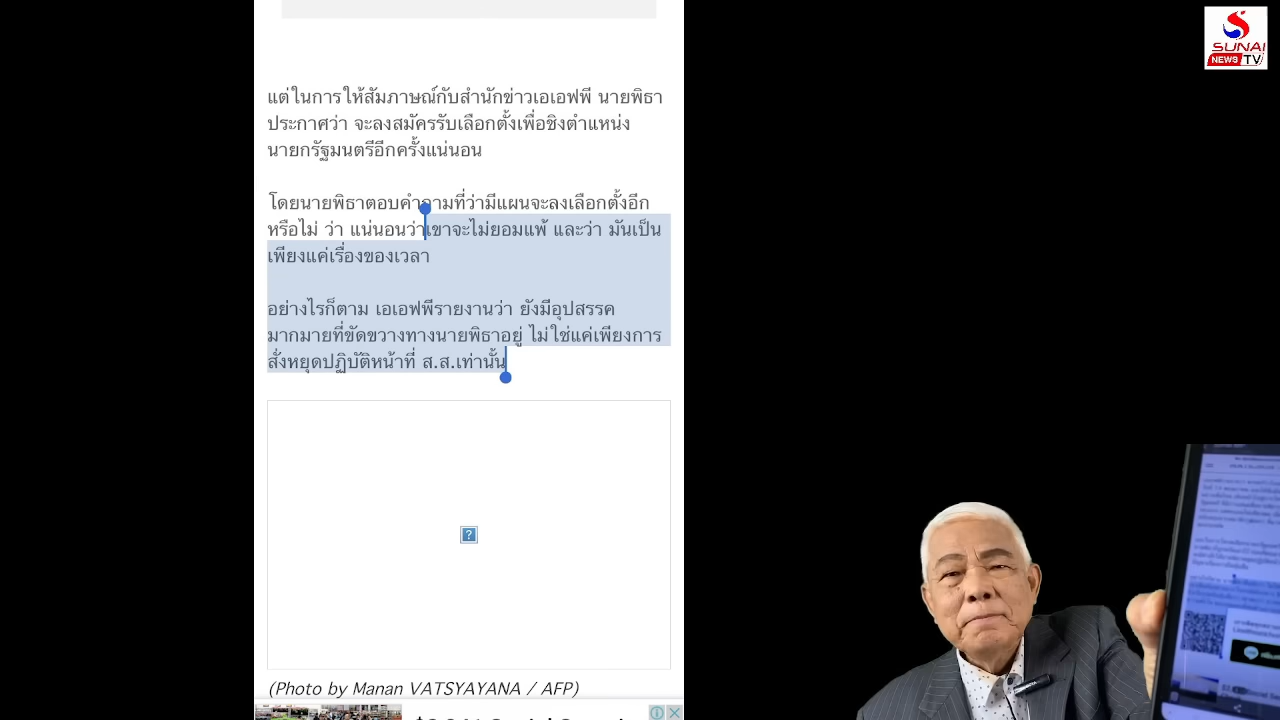 SUNAI
NEWS TV
แต่ในการให้สัมภาษณ์กับสำนักข่าวเอเอฟพี นายพิธา
ประกาศว่า จะลงสมัครรับเลือกตั้งเพื่อชิงตำแหน่ง
นายกรัฐมนตรีอีกครั้งแน่นอน
โดยนายพิธาตอบคำถามที่ว่ามีแผนจะลงเลือกตั้งอีก
หรือไม่ ว่า แน่นอนว่าเขาจะไม่ยอมแพ้ และว่า มันเป็น
เพียงแค่เรื่องของเวลา
อย่างไรก็ตาม เอเอฟพีรายงานว่า ยังมีอุปสรรค
มากมายที่ขัดขวางทางนายพิธาอยู่ ไม่ใช่แค่เพียงการ
สั่งหยุดปฏิบัติหน้าที่ ส.ส.เท่านั้น
(Photo by Manan VATSYAYANA / AFP)